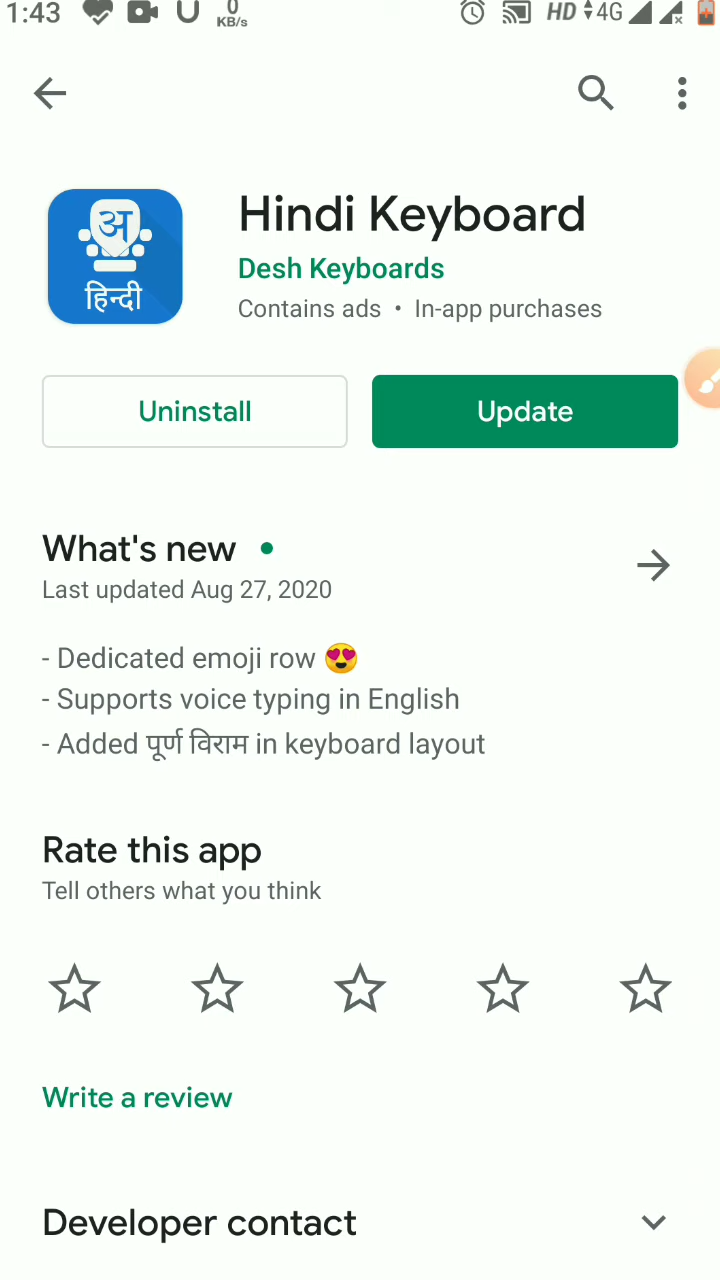 1:43
0
KB/s
HD 4G
अ
हिन्दी
Hindi Keyboard
Desh Keyboards
Contains ads • In-app purchases
Uninstall
Update
What's new •
Last updated Aug 27, 2020
- Dedicated emoji row 😍
- Supports voice typing in English
- Added पूर्ण विराम in keyboard layout
Rate this app
Tell others what you think
Write a review
Developer contact